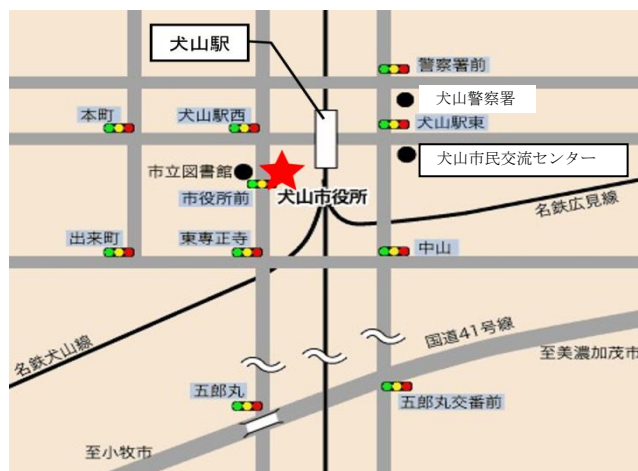 犬山駅
警察署前
犬山警察署
本町
犬山駅西
犬山駅東
犬山市民交流センター
市立図書館
市役所前
犬山市役所
名鉄広見線
出来町
東専正寺
中山
名鉄犬山線
国道41号線
至美濃加茂市
五郎丸
五郎丸交番前
至小牧市